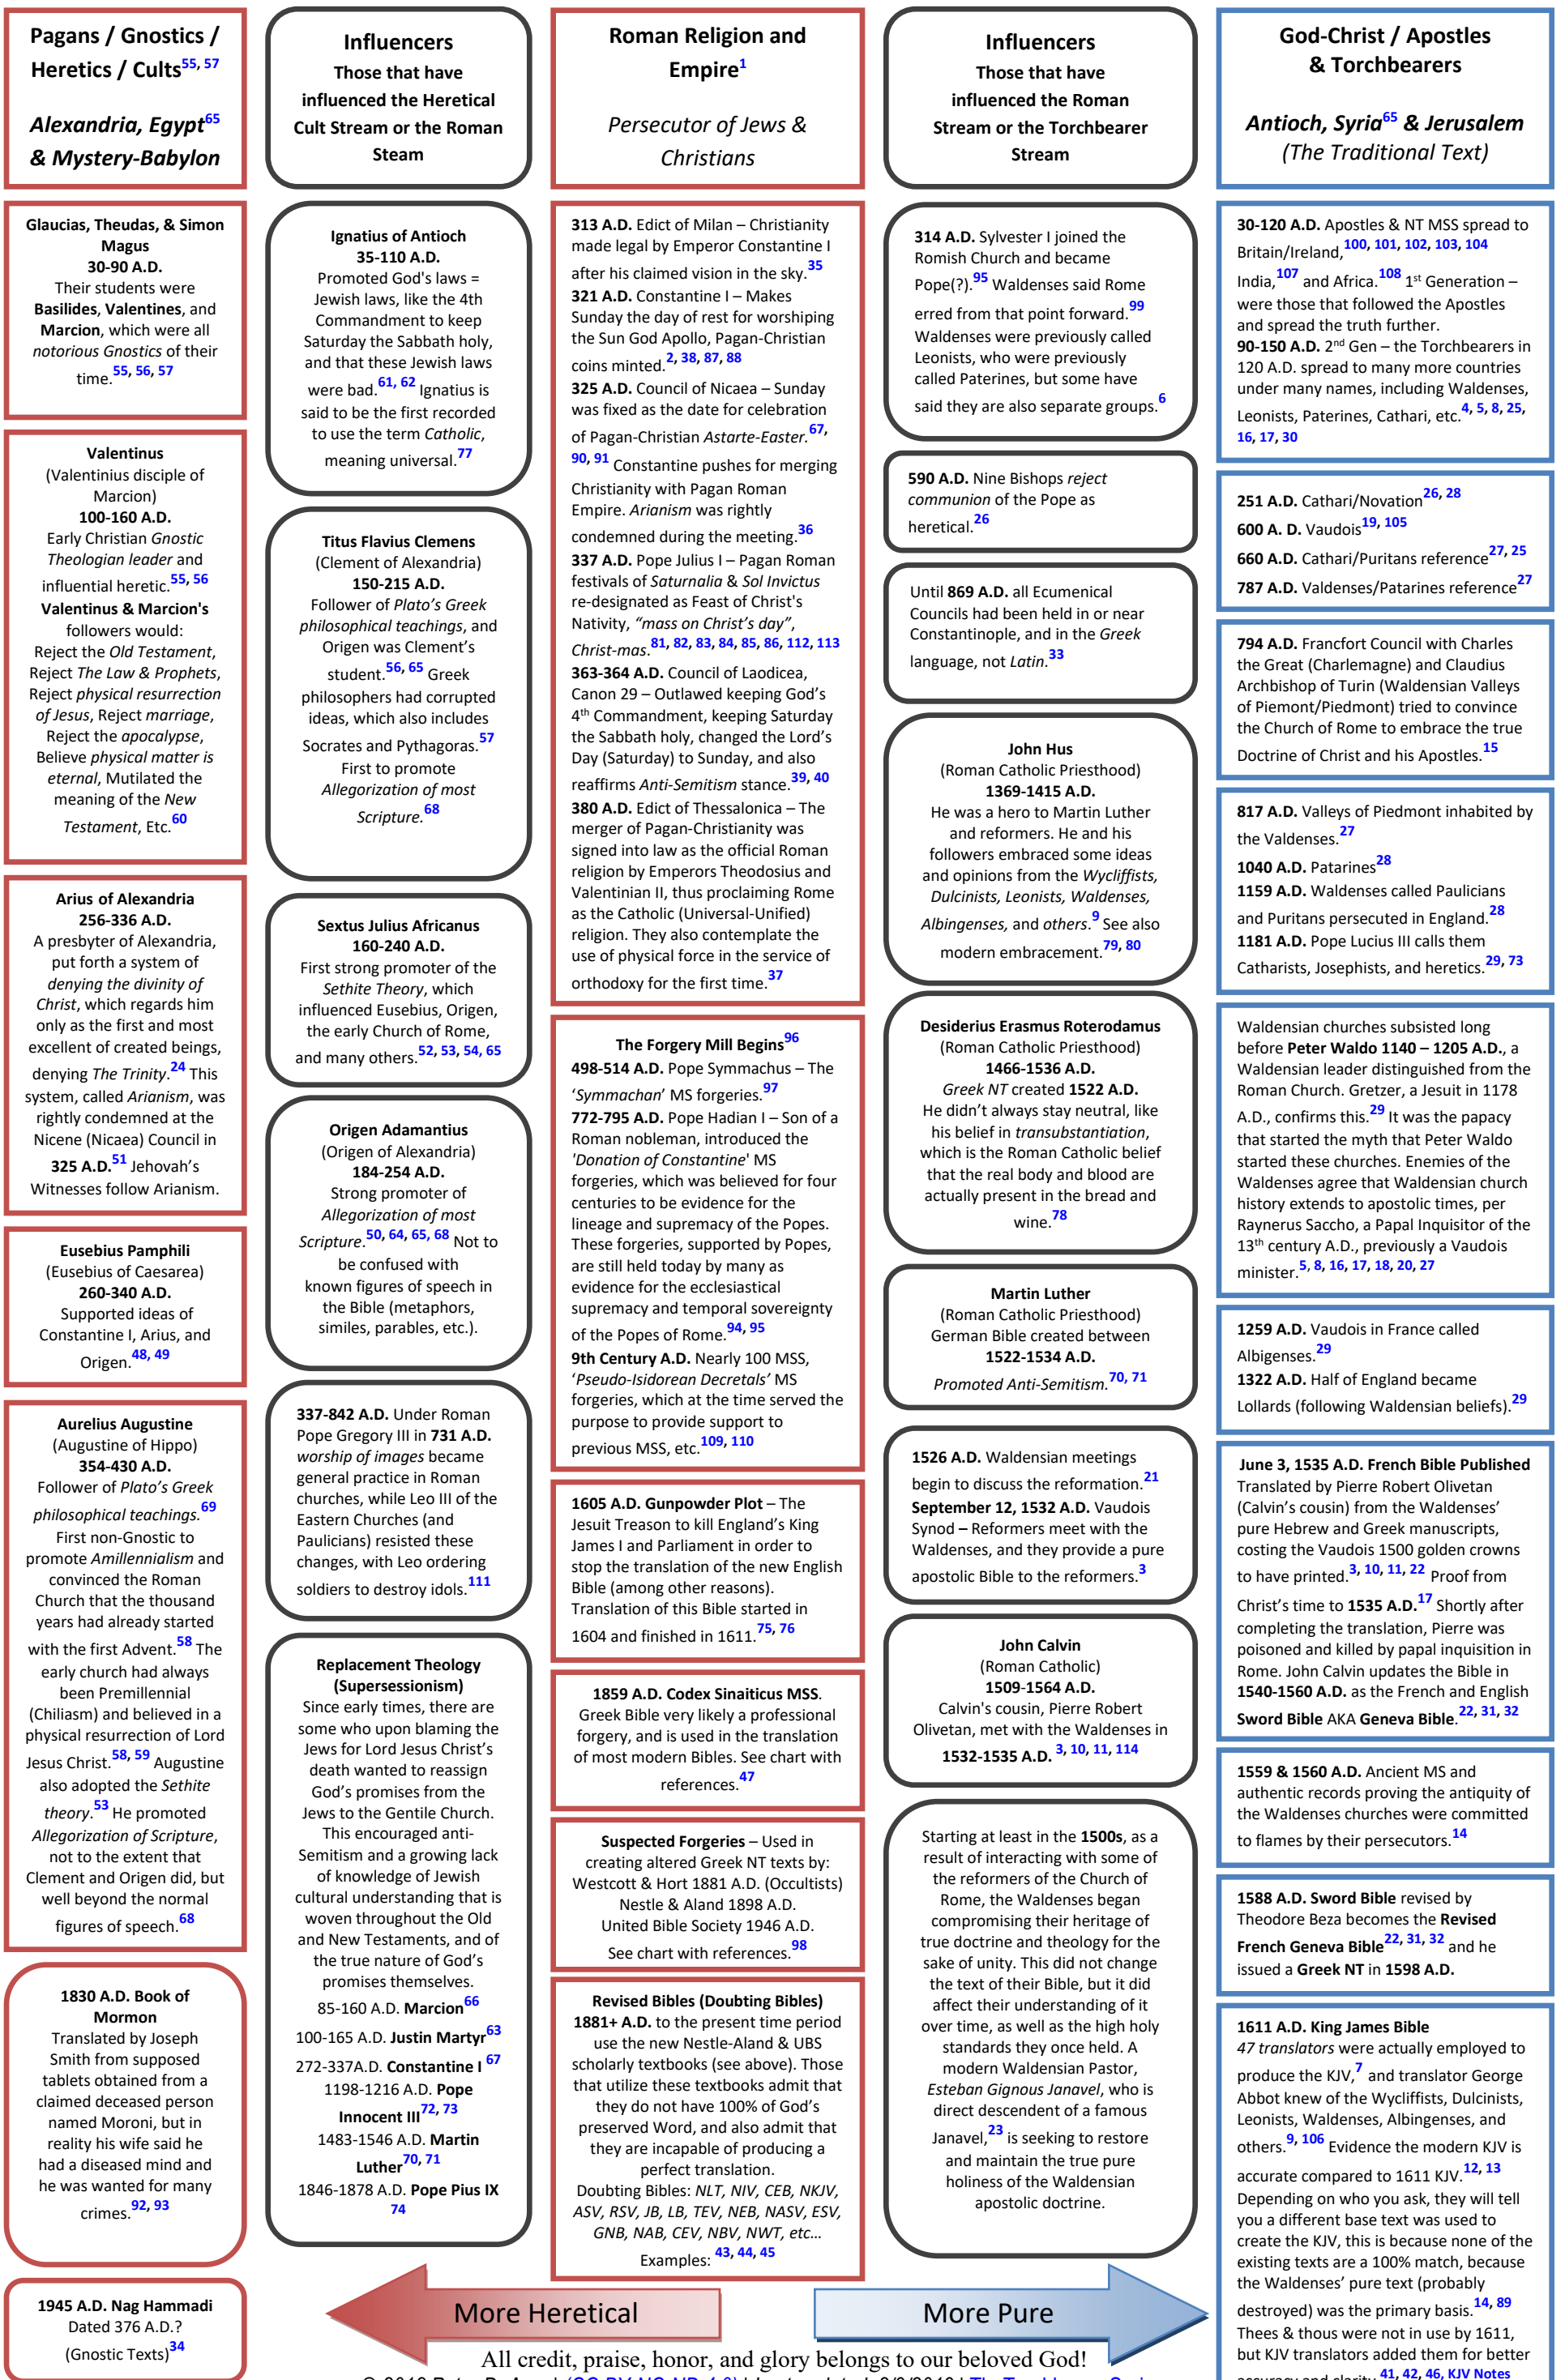 Pagans / Gnostics /
Heretics / Cults55, 57
Alexandria, Egypt65
& Mystery-Babylon
Glaucias, Theudas, & Simon
Magus
30-90 A.D.
Their students were
Basilides, Valentines, and
Marcion, which were all
notorious Gnostics of their
time.55, 56, 57
Valentinus
(Valentinius disciple of
Marcion)
100-160 A.D.
Early Christian Gnostic
Theologian leader and
influential heretic.55, 56
Valentinus & Marcion's
followers would:
Reject the Old Testament,
Reject The Law & Prophets,
Reject physical resurrection
of Jesus, Reject marriage,
Reject the apocalypse,
Believe physical matter is
eternal, Mutilated the
meaning of the New
Testament, Etc.60
Arius of Alexandria
256-336 A.D.
A presbyter of Alexandria,
put forth a system of
denying the divinity of
Christ, which regards him
only as the first and most
excellent of created beings,
denying The Trinity.24 This
system, called Arianism, was
rightly condemned at the
Nicene (Nicaea) Council in
325 A.D.51 Jehovah’s
Witnesses follow Arianism.
Eusebius Pamphili
(Eusebius of Caesarea)
260-340 A.D.
Supported ideas of
Constantine I, Arius, and
Origen.48, 49
Aurelius Augustine
(Augustine of Hippo)
354-430 A.D.
Follower of Plato’s Greek
philosophical teachings.69
First non-Gnostic to
promote Amillennialism and
convinced the Roman
Church that the thousand
years had already started
with the first Advent.58 The
early church had always
been Premillennial
(Chiliasm) and believed in a
physical resurrection of Lord
Jesus Christ.58, 59 Augustine
also adopted the Sethite
theory.53 He promoted
Allegorization of Scripture,
not to the extent that
Clement and Origen did, but
well beyond the normal
figures of speech.68
1830 A.D. Book of
Mormon
Translated by Joseph
Smith from supposed
tablets obtained from a
claimed deceased person
named Moroni, but in
reality his wife said he
had a diseased mind and
he was wanted for many
crimes.92, 93
1945 A.D. Nag Hammadi
Dated 376 A.D.?
(Gnostic Texts)34
Influencers
Those that have
influenced the Heretical
Cult Stream or the Roman
Steam
Ignatius of Antioch
35-110 A.D.
Promoted God's laws =
Jewish laws, like the 4th
Commandment to keep
Saturday the Sabbath holy,
and that these Jewish laws
were bad.61, 62 Ignatius is
said to be the first recorded
to use the term Catholic,
meaning universal.77
Titus Flavius Clemens
(Clement of Alexandria)
150-215 A.D.
Follower of Plato’s Greek
philosophical teachings, and
Origen was Clement’s
student.56, 65 Greek
philosophers had corrupted
ideas, which also includes
Socrates and Pythagoras.57
First to promote
Allegorization of most
Scripture.68
Sextus Julius Africanus
160-240 A.D.
First strong promoter of the
Sethite Theory, which
influenced Eusebius, Origen,
the early Church of Rome,
and many others.52, 53, 54, 65
Origen Adamantius
(Origen of Alexandria)
184-254 A.D.
Strong promoter of
Allegorization of most
Scripture.50, 64, 65, 68 Not to
be confused with
known figures of speech in
the Bible (metaphors,
similes, parables, etc.).
337-842 A.D. Under Roman
Pope Gregory III in 731 A.D.
worship of images became
general practice in Roman
churches, while Leo III of the
Eastern Churches (and
Paulicians) resisted these
changes, with Leo ordering
soldiers to destroy idols.111
Replacement Theology
(Supersessionism)
Since early times, there are
some who upon blaming the
Jews for Lord Jesus Christ’s
death wanted to reassign
God’s promises from the
Jews to the Gentile Church.
This encouraged anti-
Semitism and a growing lack
of knowledge of Jewish
cultural understanding that is
woven throughout the Old
and New Testaments, and of
the true nature of God’s
promises themselves.
85-160 A.D. Marcion66
100-165 A.D. Justin Martyr63
272-337A.D. Constantine I 67
1198-1216 A.D. Pope
Innocent III72, 73
1483-1546 A.D. Martin
Luther70, 71
1846-1878 A.D. Pope Pius IX
74
Roman Religion and
Empire1
Persecutor of Jews &
Christians
313 A.D. Edict of Milan – Christianity
made legal by Emperor Constantine I
after his claimed vision in the sky.35
321 A.D. Constantine I – Makes
Sunday the day of rest for worshiping
the Sun God Apollo, Pagan-Christian
coins minted.2, 38, 87, 88
325 A.D. Council of Nicaea – Sunday
was fixed as the date for celebration
of Pagan-Christian Astarte-Easter.67,
90, 91 Constantine pushes for merging
Christianity with Pagan Roman
Empire. Arianism was rightly
condemned during the meeting.36
337 A.D. Pope Julius I – Pagan Roman
festivals of Saturnalia & Sol Invictus
re-designated as Feast of Christ's
Nativity, “mass on Christ’s day”,
Christ-mas.81, 82, 83, 84, 85, 86, 112, 113
363-364 A.D. Council of Laodicea,
Canon 29 – Outlawed keeping God’s
4th Commandment, keeping Saturday
the Sabbath holy, changed the Lord’s
Day (Saturday) to Sunday, and also
reaffirms Anti-Semitism stance.39, 40
380 A.D. Edict of Thessalonica – The
merger of Pagan-Christianity was
signed into law as the official Roman
religion by Emperors Theodosius and
Valentinian II, thus proclaiming Rome
as the Catholic (Universal-Unified)
religion. They also contemplate the
use of physical force in the service of
orthodoxy for the first time.37
The Forgery Mill Begins96
498-514 A.D. Pope Symmachus – The
‘Symmachan’ MS forgeries.97
772-795 A.D. Pope Hadian I – Son of a
Roman nobleman, introduced the
'Donation of Constantine' MS
forgeries, which was believed for four
centuries to be evidence for the
lineage and supremacy of the Popes.
These forgeries, supported by Popes,
are still held today by many as
evidence for the ecclesiastical
supremacy and temporal sovereignty
of the Popes of Rome.94, 95
9th Century A.D. Nearly 100 MSS,
‘Pseudo-Isidorean Decretals’ MS
forgeries, which at the time served the
purpose to provide support to
previous MSS, etc.109, 110
1605 A.D. Gunpowder Plot – The
Jesuit Treason to kill England’s King
James I and Parliament in order to
stop the translation of the new English
Bible (among other reasons).
Translation of this Bible started in
1604 and finished in 1611.75, 76
1859 A.D. Codex Sinaiticus MSS.
Greek Bible very likely a professional
forgery, and is used in the translation
of most modern Bibles. See chart with
references.47
Suspected Forgeries – Used in
creating altered Greek NT texts by:
Westcott & Hort 1881 A.D. (Occultists)
Nestle & Aland 1898 A.D.
United Bible Society 1946 A.D.
See chart with references.98
Revised Bibles (Doubting Bibles)
1881+ A.D. to the present time period
use the new Nestle-Aland & UBS
scholarly textbooks (see above). Those
that utilize these textbooks admit that
they do not have 100% of God’s
preserved Word, and also admit that
they are incapable of producing a
perfect translation.
Doubting Bibles: NLT, NIV, CEB, NKJV,
ASV, RSV, JB, LB, TEV, NEB, NASV, ESV,
GNB, NAB, CEV, NBV, NWT, etc…
Examples: 43, 44, 45
Influencers
Those that have
influenced the Roman
Stream or the Torchbearer
Stream
314 A.D. Sylvester I joined the
Romish Church and became
Pope(?).95 Waldenses said Rome
erred from that point forward.99
Waldenses were previously called
Leonists, who were previously
called Paterines, but some have
said they are also separate groups.6
590 A.D. Nine Bishops reject
communion of the Pope as
heretical.26
Until 869 A.D. all Ecumenical
Councils had been held in or near
Constantinople, and in the Greek
language, not Latin.33
John Hus
(Roman Catholic Priesthood)
1369-1415 A.D.
He was a hero to Martin Luther
and reformers. He and his
followers embraced some ideas
and opinions from the Wycliffists,
Dulcinists, Leonists, Waldenses,
Albingenses, and others.9 See also
modern embracement.79, 80
Desiderius Erasmus Roterodamus
(Roman Catholic Priesthood)
1466-1536 A.D.
Greek NT created 1522 A.D.
He didn’t always stay neutral, like
his belief in transubstantiation,
which is the Roman Catholic belief
that the real body and blood are
actually present in the bread and
wine.78
Martin Luther
(Roman Catholic Priesthood)
German Bible created between
1522-1534 A.D.
Promoted Anti-Semitism.70, 71
1526 A.D. Waldensian meetings
begin to discuss the reformation.21
September 12, 1532 A.D. Vaudois
Synod – Reformers meet with the
Waldenses, and they provide a pure
apostolic Bible to the reformers.3
John Calvin
(Roman Catholic)
1509-1564 A.D.
Calvin's cousin, Pierre Robert
Olivetan, met with the Waldenses in
1532-1535 A.D. 3, 10, 11, 114
Starting at least in the 1500s, as a
result of interacting with some of
the reformers of the Church of
Rome, the Waldenses began
compromising their heritage of
true doctrine and theology for the
sake of unity. This did not change
the text of their Bible, but it did
affect their understanding of it
over time, as well as the high holy
standards they once held. A
modern Waldensian Pastor,
Esteban Gignous Janavel, who is
direct descendent of a famous
Janavel,23 is seeking to restore
and maintain the true pure
holiness of the Waldensian
apostolic doctrine.
God-Christ / Apostles
& Torchbearers
Antioch, Syria65 & Jerusalem
(The Traditional Text)
30-120 A.D. Apostles & NT MSS spread to
Britain/Ireland,100, 101, 102, 103, 104
India,107 and Africa.108 1st Generation –
were those that followed the Apostles
and spread the truth further.
90-150 A.D. 2nd Gen – the Torchbearers in
120 A.D. spread to many more countries
under many names, including Waldenses,
Leonists, Paterines, Cathari, etc.4, 5, 8, 25,
16, 17, 30
251 A.D. Cathari/Novation26, 28
600 A. D. Vaudois19, 105
660 A.D. Cathari/Puritans reference27, 25
787 A.D. Valdenses/Patarines reference27
794 A.D. Francfort Council with Charles
the Great (Charlemagne) and Claudius
Archbishop of Turin (Waldensian Valleys
of Piemont/Piedmont) tried to convince
the Church of Rome to embrace the true
Doctrine of Christ and his Apostles.15
817 A.D. Valleys of Piedmont inhabited by
the Valdenses.27
1040 A.D. Patarines28
1159 A.D. Waldenses called Paulicians
and Puritans persecuted in England.28
1181 A.D. Pope Lucius III calls them
Catharists, Josephists, and heretics.29, 73
Waldensian churches subsisted long
before Peter Waldo 1140 – 1205 A.D., a
Waldensian leader distinguished from the
Roman Church. Gretzer, a Jesuit in 1178
A.D., confirms this.29 It was the papacy
that started the myth that Peter Waldo
started these churches. Enemies of the
Waldenses agree that Waldensian church
history extends to apostolic times, per
Raynerus Saccho, a Papal Inquisitor of the
13th century A.D., previously a Vaudois
minister.5, 8, 16, 17, 18, 20, 27
1259 A.D. Vaudois in France called
Albigenses.29
1322 A.D. Half of England became
Lollards (following Waldensian beliefs).29
June 3, 1535 A.D. French Bible Published
Translated by Pierre Robert Olivetan
(Calvin’s cousin) from the Waldenses’
pure Hebrew and Greek manuscripts,
costing the Vaudois 1500 golden crowns
to have printed.3, 10, 11, 22 Proof from
Christ’s time to 1535 A.D.17 Shortly after
completing the translation, Pierre was
poisoned and killed by papal inquisition in
Rome. John Calvin updates the Bible in
1540-1560 A.D. as the French and English
Sword Bible AKA Geneva Bible.22, 31, 32
1559 & 1560 A.D. Ancient MS and
authentic records proving the antiquity of
the Waldenses churches were committed
to flames by their persecutors.14
1588 A.D. Sword Bible revised by
Theodore Beza becomes the Revised
French Geneva Bible22, 31, 32 and he
issued a Greek NT in 1598 A.D.
1611 A.D. King James Bible
47 translators were actually employed to
produce the KJV,7 and translator George
Abbot knew of the Wycliffists, Dulcinists,
Leonists, Waldenses, Albingenses, and
others.9, 106 Evidence the modern KJV is
accurate compared to 1611 KJV.12, 13
Depending on who you ask, they will tell
you a different base text was used to
create the KJV, this is because none of the
existing texts are a 100% match, because
the Waldenses’ pure text (probably
destroyed) was the primary basis.14, 89
Thees & thous were not in use by 1611,
but KJV translators added them for better
accuracy and clarity.41, 42, 46, KJV Notes
More Heretical
More Pure
All credit, praise, honor, and glory belongs to our beloved God!